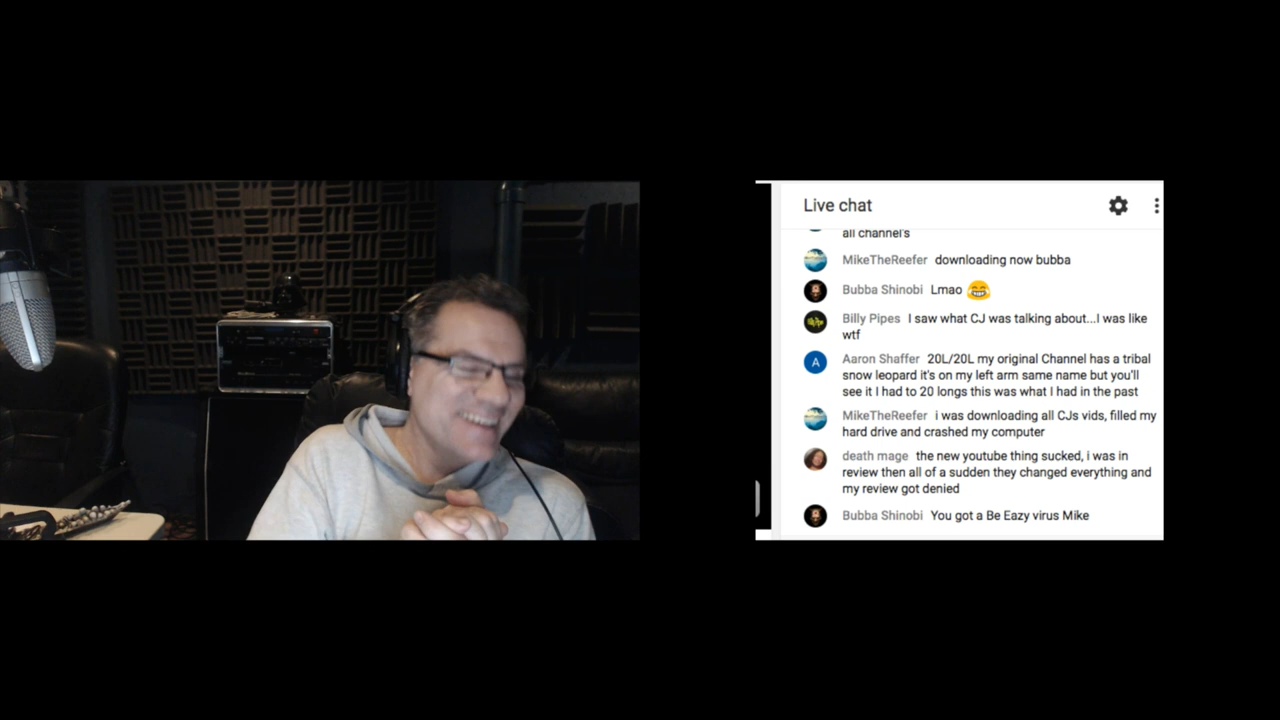 Live chat
all channel's
MikeTheReefer downloading now bubba
Bubba Shinobi Lmao 😂
Billy Pipes I saw what CJ was talking about...I was like
wtf
A
Aaron Shaffer 20L/20L my original Channel has a tribal
snow leopard it's on my left arm same name but you'll
see it I had to 20 longs this was what I had in the past
MikeTheReefer i was downloading all CJs vids, filled my
hard drive and crashed my computer
death mage the new youtube thing sucked, i was in
review then all of a sudden they changed everything and
my review got denied
Bubba Shinobi You got a Be Eazy virus Mike